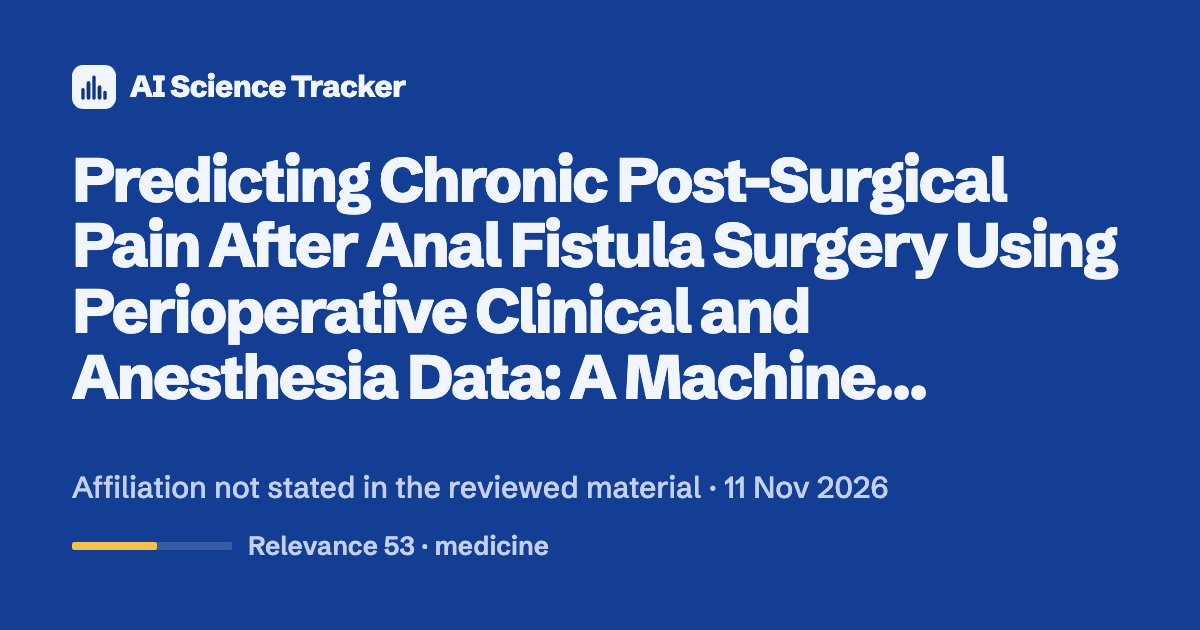 AI Science Tracker
Predicting Chronic Post-Surgical
Pain After Anal Fistula Surgery Using
Perioperative Clinical and
Anesthesia Data: A Machine...
Affiliation not stated in the reviewed material · 11 Nov 2026
Relevance 53 · medicine